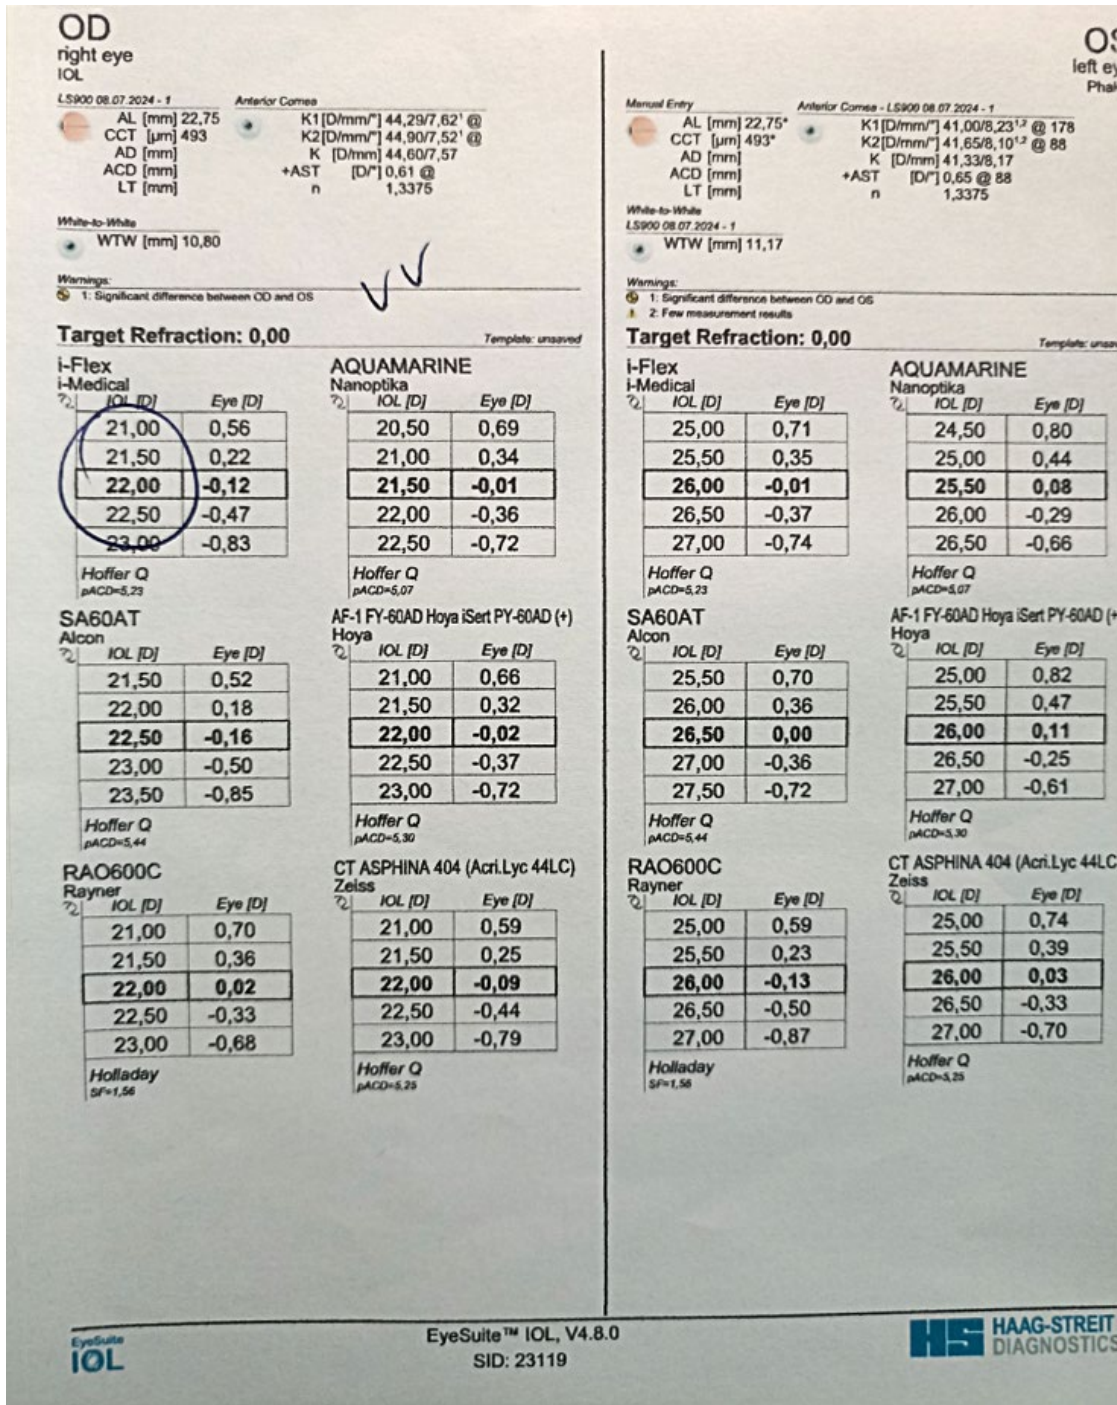 OD
right eye
IOL
LS900 08.07.2024 - 1
AL [mm] 22,75
CCT [µm] 493
AD [mm]
ACD [mm]
LT [mm]
Anterior Cornea
K1[D/mm/°] 44,29/7,62¹ @
K2[D/mm/°] 44,90/7,52¹ @
K [D/mm] 44,60/7,57
+AST [D/°] 0,61 @
n 1,3375
White-to-White
WTW [mm] 10,80
Warnings:
1: Significant difference between OD and OS
Target Refraction: 0,00
Template: unsaved
i-Flex
i-Medical
IOL [D] Eye [D]
21,00 0,56
21,50 0,22
22,00 -0,12
22,50 -0,47
23,00 -0,83
Hoffer Q
pACD=5,23
AQUAMARINE
Nanoptika
IOL [D] Eye [D]
20,50 0,69
21,00 0,34
21,50 -0,01
22,00 -0,36
22,50 -0,72
Hoffer Q
pACD=5,07
SA60AT
Alcon
IOL [D] Eye [D]
21,50 0,52
22,00 0,18
22,50 -0,16
23,00 -0,50
23,50 -0,85
Hoffer Q
pACD=5,44
AF-1 FY-60AD Hoya iSert PY-60AD (+)
Hoya
IOL [D] Eye [D]
21,00 0,66
21,50 0,32
22,00 -0,02
22,50 -0,37
23,00 -0,72
Hoffer Q
pACD=5,30
RAO600C
Rayner
IOL [D] Eye [D]
21,00 0,70
21,50 0,36
22,00 0,02
22,50 -0,33
23,00 -0,68
Holladay
SF=1,56
CT ASPHINA 404 (Acri.Lyc 44LC)
Zeiss
IOL [D] Eye [D]
21,00 0,59
21,50 0,25
22,00 -0,09
22,50 -0,44
23,00 -0,79
Hoffer Q
pACD=5,25
OS
left ey
Phak
Manual Entry
AL [mm] 22,75*
CCT [µm] 493*
AD [mm]
ACD [mm]
LT [mm]
Anterior Cornea - LS900 08.07.2024 - 1
K1[D/mm/°] 41,00/8,23¹,² @ 178
K2[D/mm/°] 41,65/8,10¹,² @ 88
K [D/mm] 41,33/8,17
+AST [D/°] 0,65 @ 88
n 1,3375
White-to-White
LS900 08.07.2024 - 1
WTW [mm] 11,17
Warnings:
1: Significant difference between OD and OS
2: Few measurement results
Target Refraction: 0,00
Template: unsav
i-Flex
i-Medical
IOL [D] Eye [D]
25,00 0,71
25,50 0,35
26,00 -0,01
26,50 -0,37
27,00 -0,74
Hoffer Q
pACD=5,23
AQUAMARINE
Nanoptika
IOL [D] Eye [D]
24,50 0,80
25,00 0,44
25,50 0,08
26,00 -0,29
26,50 -0,66
Hoffer Q
pACD=5,07
SA60AT
Alcon
IOL [D] Eye [D]
25,50 0,70
26,00 0,36
26,50 0,00
27,00 -0,36
27,50 -0,72
Hoffer Q
pACD=5,44
AF-1 FY-60AD Hoya iSert PY-60AD (+
Hoya
IOL [D] Eye [D]
25,00 0,82
25,50 0,47
26,00 0,11
26,50 -0,25
27,00 -0,61
Hoffer Q
pACD=5,30
RAO600C
Rayner
IOL [D] Eye [D]
25,00 0,59
25,50 0,23
26,00 -0,13
26,50 -0,50
27,00 -0,87
Holladay
SF=1,56
CT ASPHINA 404 (Acri.Lyc 44LC
Zeiss
IOL [D] Eye [D]
25,00 0,74
25,50 0,39
26,00 0,03
26,50 -0,33
27,00 -0,70
Hoffer Q
pACD=5,25
EyeSuite
IOL
EyeSuite™ IOL, V4.8.0
SID: 23119
HS HAAG-STREIT
DIAGNOSTICS